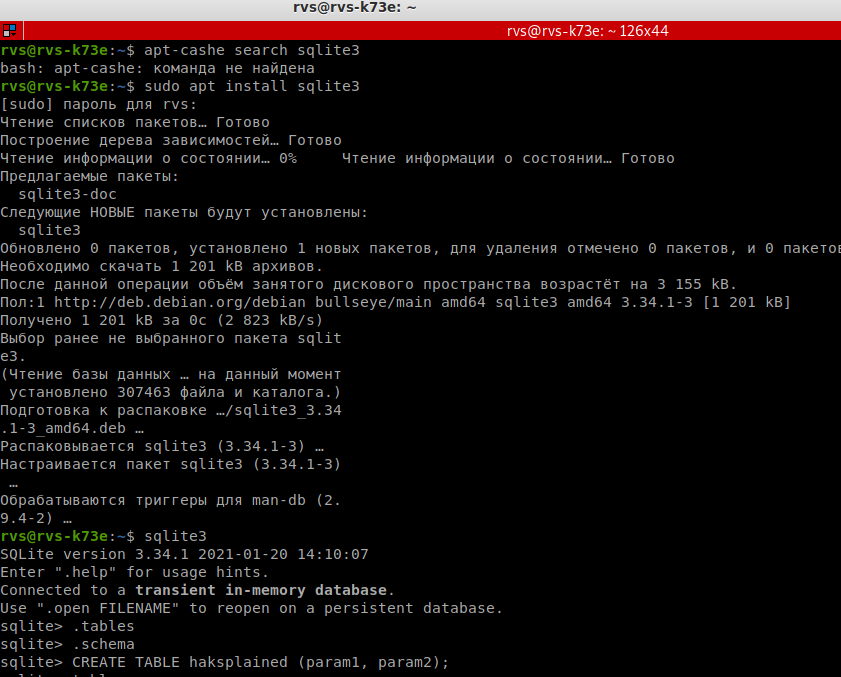 rvs@rvs-k73e: ~
rvs@rvs-k73e: ~ 126x44
rvs@rvs-k73e:~$ apt-cashe search sqlite3
bash: apt-cashe: команда не найдена
rvs@rvs-k73e:~$ sudo apt install sqlite3
[sudo] пароль для rvs:
Чтение списков пакетов… Готово
Построение дерева зависимостей… Готово
Чтение информации о состоянии… 0%     Чтение информации о состоянии… Готово
Предлагаемые пакеты:
  sqlite3-doc
Следующие НОВЫЕ пакеты будут установлены:
  sqlite3
Обновлено 0 пакетов, установлено 1 новых пакетов, для удаления отмечено 0 пакетов, и 0 пакетов
Необходимо скачать 1 201 kB архивов.
После данной операции объём занятого дискового пространства возрастёт на 3 155 kB.
Пол:1 http://deb.debian.org/debian bullseye/main amd64 sqlite3 amd64 3.34.1-3 [1 201 kB]
Получено 1 201 kB за 0с (2 823 kB/s)
Выбор ранее не выбранного пакета sqlit
e3.
(Чтение базы данных … на данный момент
 установлено 307463 файла и каталога.)
Подготовка к распаковке …/sqlite3_3.34
.1-3_amd64.deb …
Распаковывается sqlite3 (3.34.1-3) …
Настраивается пакет sqlite3 (3.34.1-3)
 …
Обрабатываются триггеры для man-db (2.
9.4-2) …
rvs@rvs-k73e:~$ sqlite3
SQLite version 3.34.1 2021-01-20 14:10:07
Enter ".help" for usage hints.
Connected to a transient in-memory database.
Use ".open FILENAME" to reopen on a persistent database.
sqlite> .tables
sqlite> .schema
sqlite> CREATE TABLE haksplained (param1, param2);